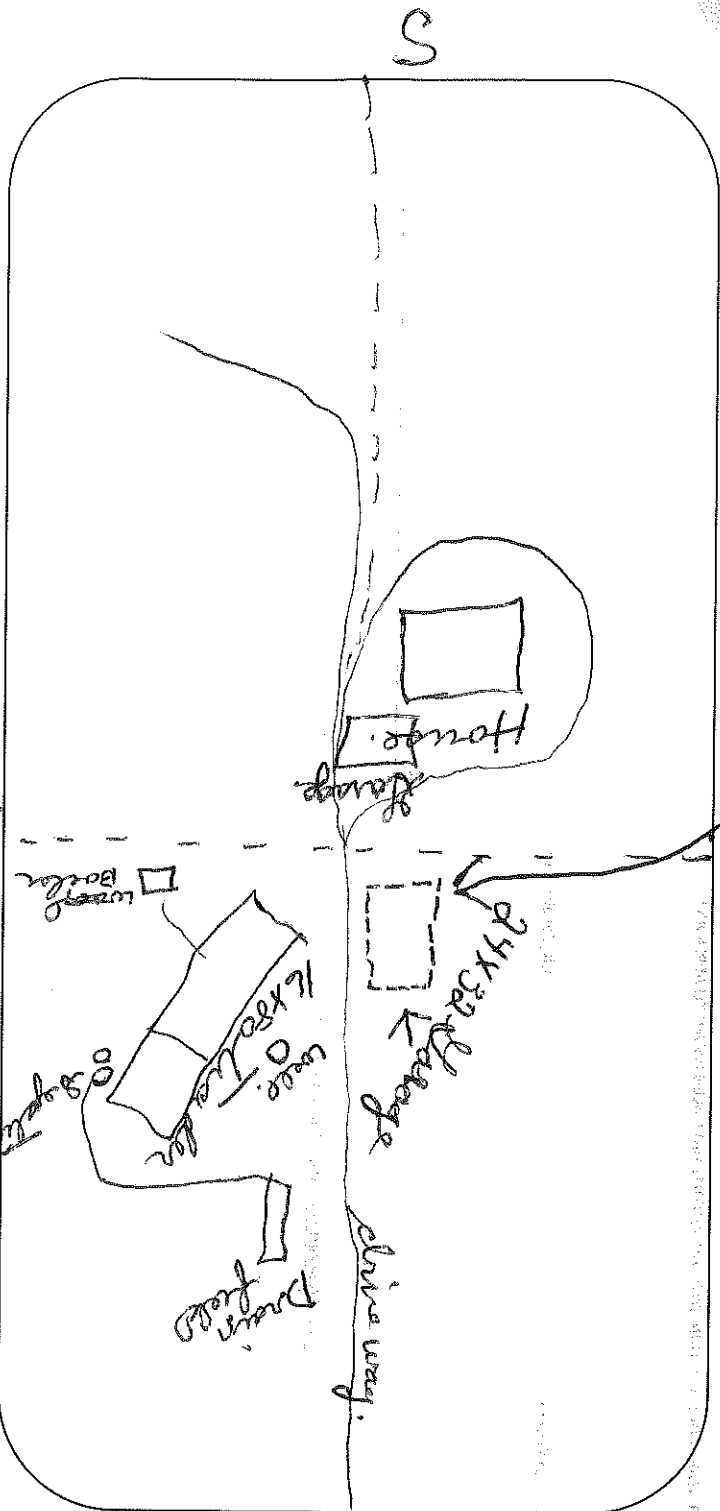 S
House.
Garage
Wood
Boiler
24x32 Garage
16x80 Trailer
well
Septic
Drain
field
drive way.